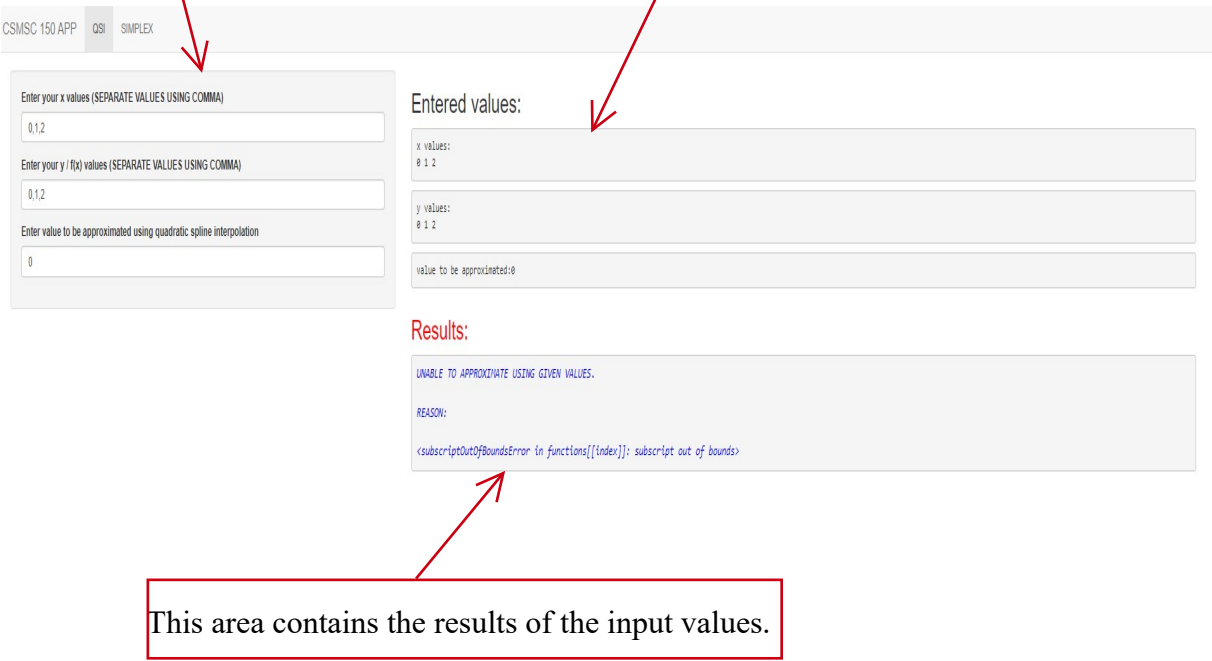 CSMSC 150 APP QSI SIMPLEX
Enter your x values (SEPARATE VALUES USING COMMA)
0,1,2
Enter your y / f(x) values (SEPARATE VALUES USING COMMA)
0,1,2
Enter value to be approximated using quadratic spline interpolation
0
Entered values:
x values:
0 1 2
y values:
0 1 2
value to be approximated:0
Results:
UNABLE TO APPROXIMATE USING GIVEN VALUES.
REASON:
<subscriptOutOfBoundsError in functions[[index]]: subscript out of bounds>
This area contains the results of the input values.